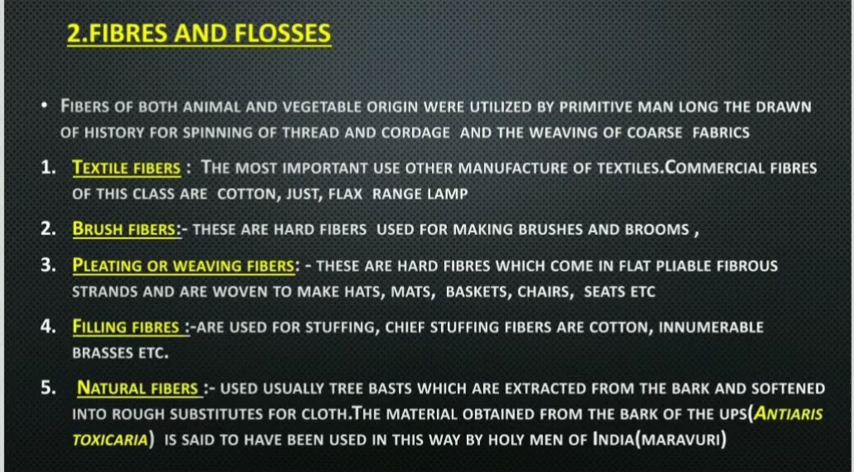 2.FIBRES AND FLOSSES
• FIBERS OF BOTH ANIMAL AND VEGETABLE ORIGIN WERE UTILIZED BY PRIMITIVE MAN LONG THE DRAWN
OF HISTORY FOR SPINNING OF THREAD AND CORDAGE AND THE WEAVING OF COARSE FABRICS
1. TEXTILE FIBERS : THE MOST IMPORTANT USE OTHER MANUFACTURE OF TEXTILES.COMMERCIAL FIBRES
OF THIS CLASS ARE COTTON, JUST, FLAX RANGE LAMP
2. BRUSH FIBERS:- THESE ARE HARD FIBERS USED FOR MAKING BRUSHES AND BROOMS ,
3. PLEATING OR WEAVING FIBERS: - THESE ARE HARD FIBRES WHICH COME IN FLAT PLIABLE FIBROUS
STRANDS AND ARE WOVEN TO MAKE HATS, MATS, BASKETS, CHAIRS, SEATS ETC
4. FILLING FIBRES :-ARE USED FOR STUFFING, CHIEF STUFFING FIBERS ARE COTTON, INNUMERABLE
BRASSES ETC.
5. NATURAL FIBERS :- USED USUALLY TREE BASTS WHICH ARE EXTRACTED FROM THE BARK AND SOFTENED
INTO ROUGH SUBSTITUTES FOR CLOTH.THE MATERIAL OBTAINED FROM THE BARK OF THE UPS(ANTIARIS
TOXICARIA) IS SAID TO HAVE BEEN USED IN THIS WAY BY HOLY MEN OF INDIA(MARAVURI)